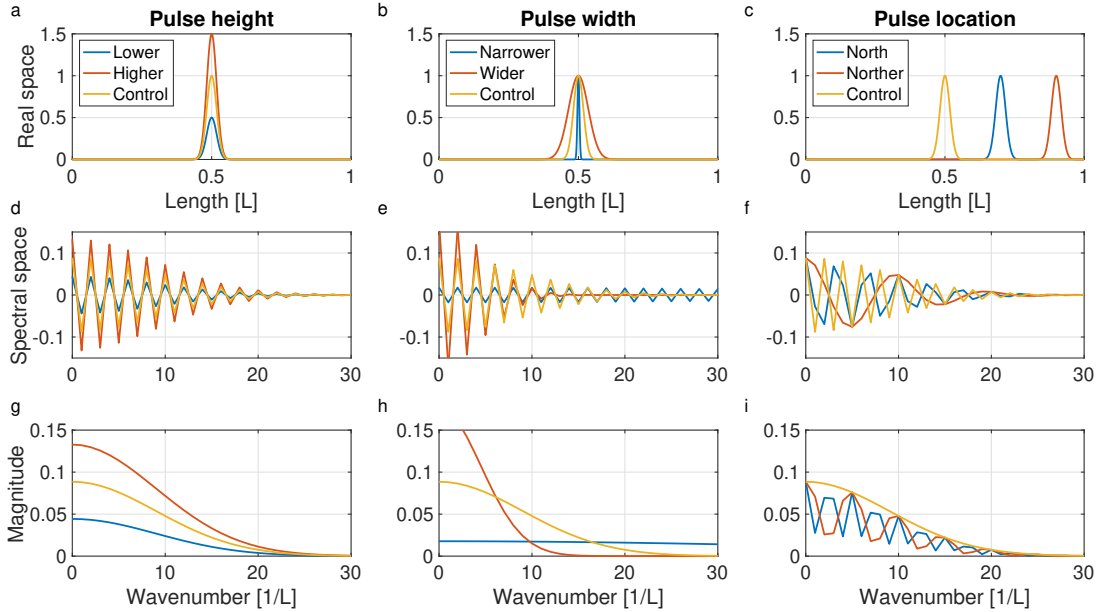 a
Pulse height
b
Pulse width
c
Pulse location
Real space
1.5
1
0.5
0
Lower
Higher
Control
0
0.5
1
Length [L]
1.5
1
0.5
0
Narrower
Wider
Control
0
0.5
1
Length [L]
1.5
1
0.5
0
North
Norther
Control
0
0.5
1
Length [L]
d
e
f
Spectral space
0.1
0
-0.1
0
10
20
30
0.1
0
-0.1
0
10
20
30
0.1
0
-0.1
0
10
20
30
g
h
i
Magnitude
0.15
0.1
0.05
0
0
10
20
30
Wavenumber [1/L]
0.15
0.1
0.05
0
0
10
20
30
Wavenumber [1/L]
0.15
0.1
0.05
0
0
10
20
30
Wavenumber [1/L]